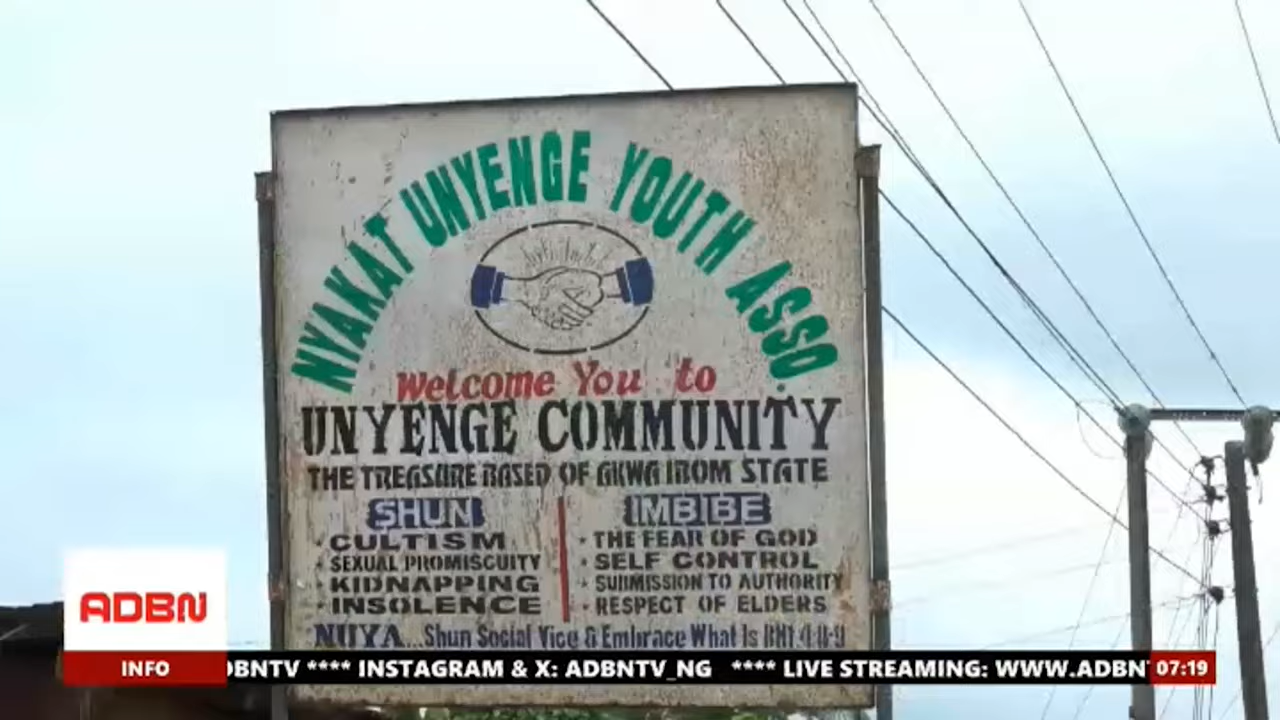 NYAKAT UNYENGE YOUTH ASSO.
Welcome You to
UNYENGE COMMUNITY
THE TREASURE BASED OF AKWA IBOM STATE
SHUN
· CULTISM
· SEXUAL PROMISCUITY
· KIDNAPPING
· INSOLENCE
IMBIBE
· THE FEAR OF GOD
· SELF CONTROL
· SUBMISSION TO AUTHORITY
· RESPECT OF ELDERS
NUYA...Shun Social Vice & Embrace What Is
ADBN
INFO
DBNTV **** INSTAGRAM & X: ADBNTV_NG **** LIVE STREAMING: WWW.ADBN
07:19